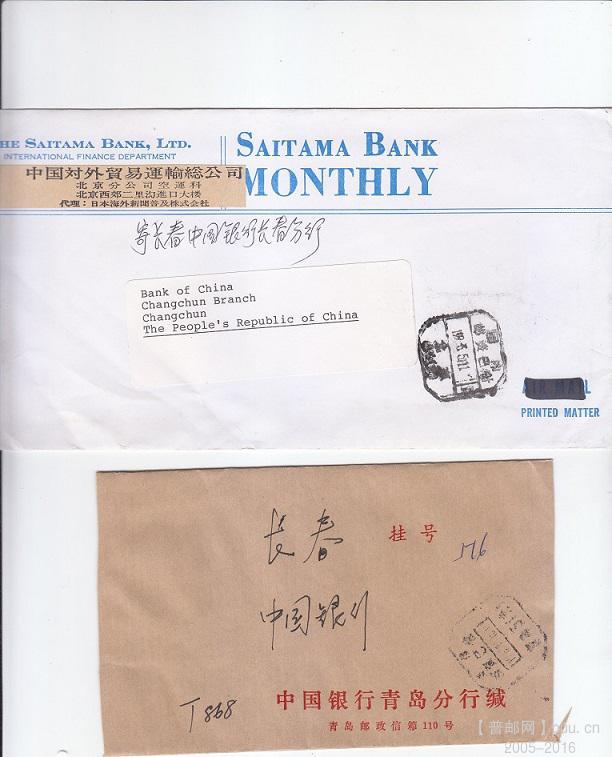 THE SAITAMA BANK, LTD.
INTERNATIONAL FINANCE DEPARTMENT
SAITAMA BANK
MONTHLY
中国対外貿易運輸総公司
北京分公司空運科
北京西郊二里沟進口大楼
代理：日本海外新聞普及株式会社
寄长春中国银行长春分行
Bank of China
Changchun Branch
Changchun
The People's Republic of China
AIR MAIL
PRINTED MATTER
长春
挂号
516
中国银行
T868
中国银行青岛分行缄
青岛邮政信箱110号
【普邮网】cpu.cn
2005-2016